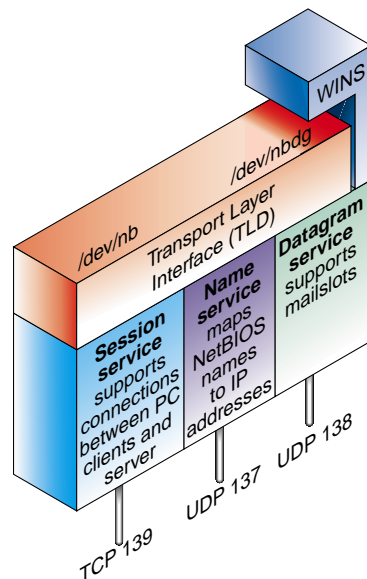 WINS
/dev/nbdg
/dev/nb
Transport Layer
Interface (TLD)
Session
service
supports
connections
between PC
clients and
server
Name
service
maps
NetBIOS
names
to IP
addresses
Datagram
service
supports
mailslots
TCP 139
UDP 137
UDP 138